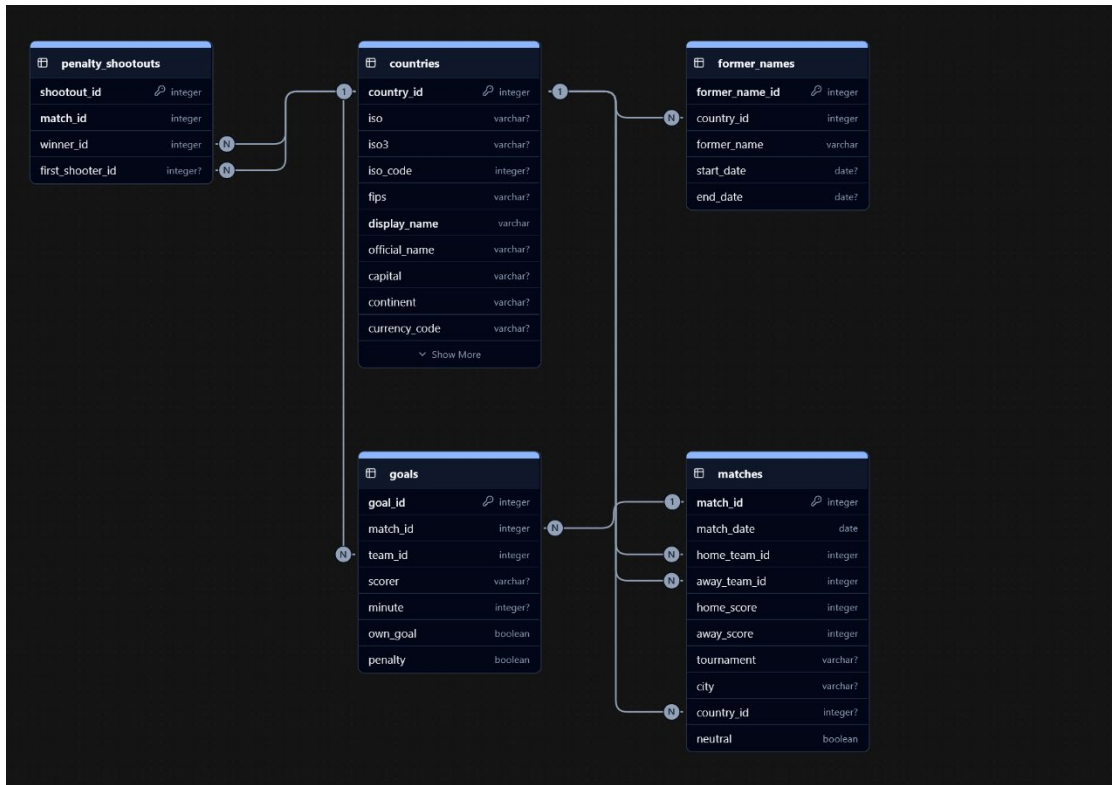 penalty_shootouts
shootout_id integer
match_id integer
winner_id integer N
first_shooter_id integer? N
countries
1 country_id integer 1
iso varchar?
iso3 varchar?
iso_code integer?
fips varchar?
display_name varchar
official_name varchar?
capital varchar?
continent varchar?
currency_code varchar?
Show More
former_names
former_name_id integer
N country_id integer
former_name varchar
start_date date?
end_date date?
goals
goal_id integer
match_id integer N
N team_id integer
scorer varchar?
minute integer?
own_goal boolean
penalty boolean
matches
1 match_id integer
match_date date
N home_team_id integer
N away_team_id integer
home_score integer
away_score integer
tournament varchar?
city varchar?
N country_id integer?
neutral boolean